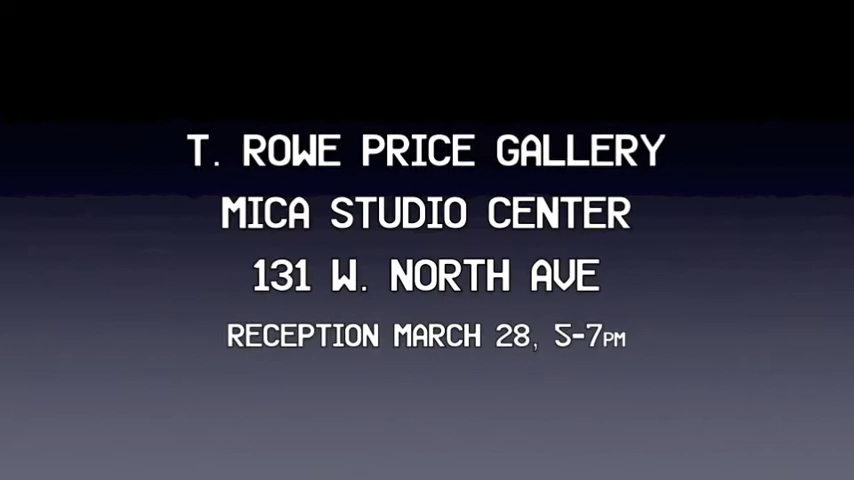 T. ROWE PRICE GALLERY
MICA STUDIO CENTER
131 W. NORTH AVE
RECEPTION MARCH 28, 5-7PM